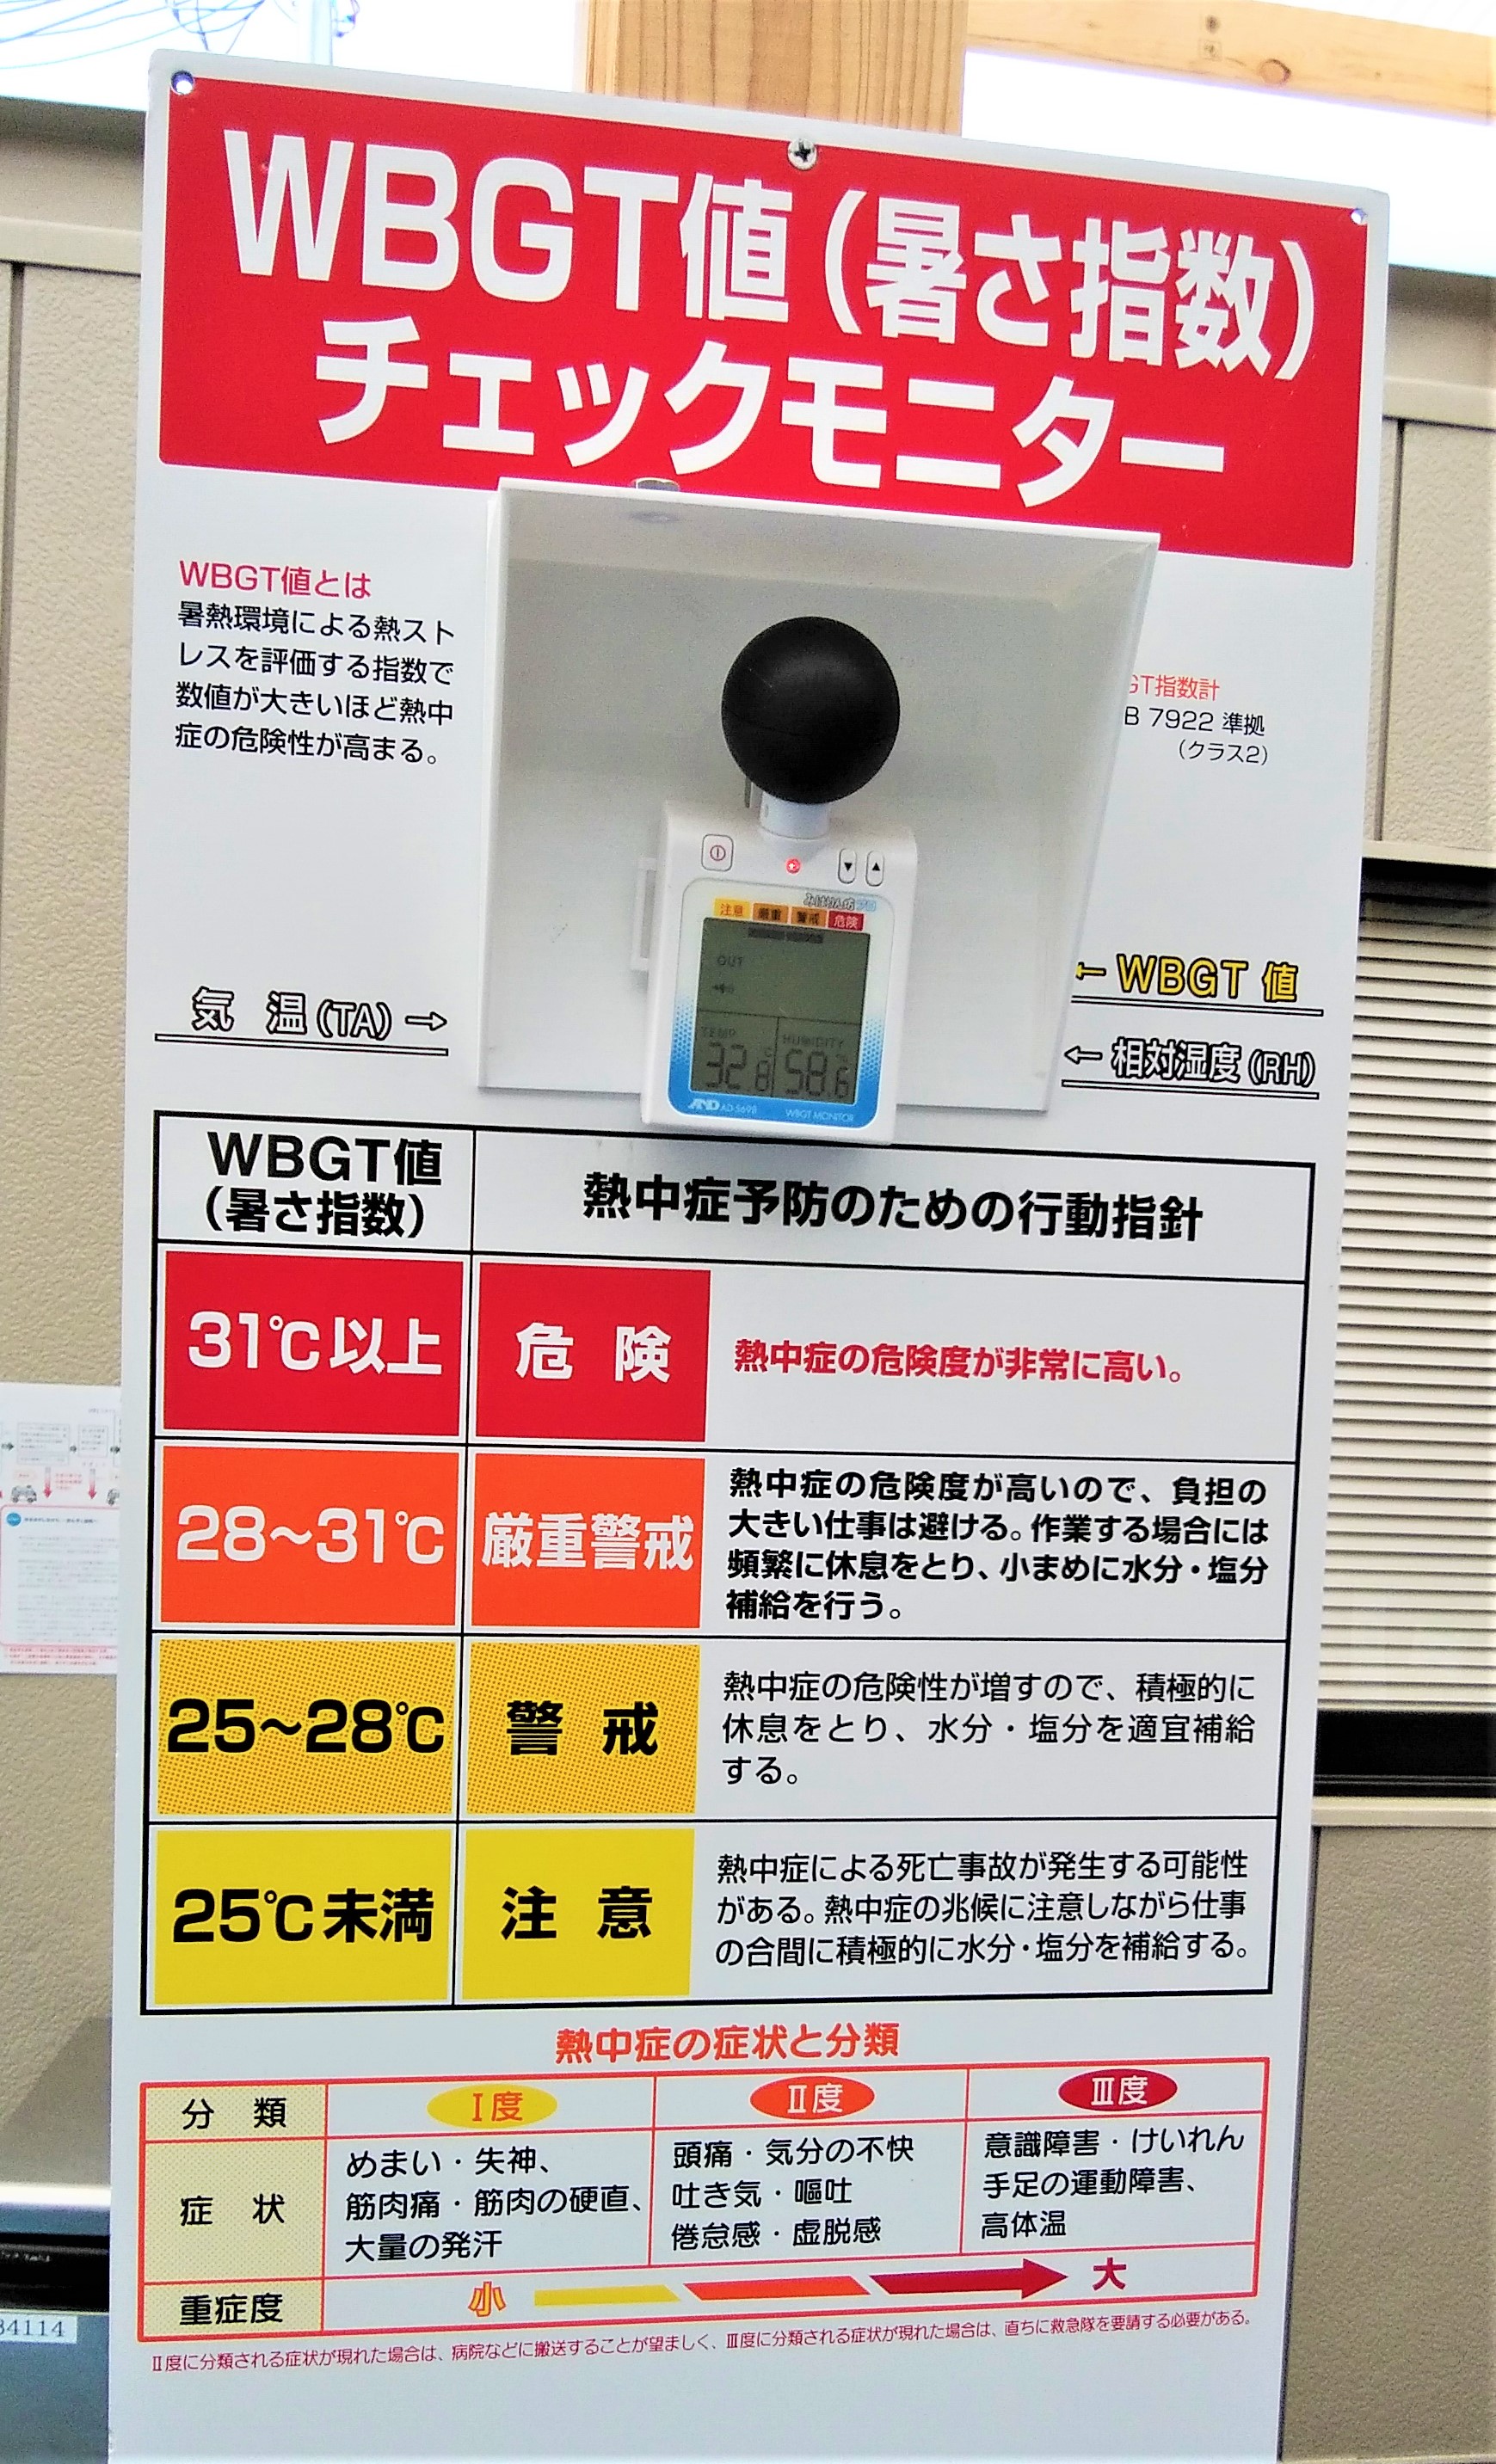 WBGT値(暑さ指数)
チェックモニター
WBGT値とは
暑熱環境による熱スト
レスを評価する指数で
数値が大きいほど熱中
症の危険性が高まる。
GT指数計
B 7922 準拠
(クラス2)
注意 厳重 警戒 危険
OUT
TEMP HUMIDITY
32.8 ℃ 58.6 %
AND AD-5698 WBGT MONITOR
← WBGT 値
気 温(TA) →
← 相対湿度(RH)
WBGT値
(暑さ指数)
熱中症予防のための行動指針
31℃以上
危 険
熱中症の危険度が非常に高い。
28~31℃
厳重警戒
熱中症の危険度が高いので、負担の
大きい仕事は避ける。作業する場合には
頻繁に休息をとり、小まめに水分・塩分
補給を行う。
25~28℃
警 戒
熱中症の危険性が増すので、積極的に
休息をとり、水分・塩分を適宜補給
する。
25℃未満
注 意
熱中症による死亡事故が発生する可能性
がある。熱中症の兆候に注意しながら仕事
の合間に積極的に水分・塩分を補給する。
熱中症の症状と分類
分 類
Ⅰ度
Ⅱ度
Ⅲ度
症 状
めまい・失神、
筋肉痛・筋肉の硬直、
大量の発汗
頭痛・気分の不快
吐き気・嘔吐
倦怠感・虚脱感
意識障害・けいれん
手足の運動障害、
高体温
重症度
小
大
Ⅱ度に分類される症状が現れた場合は、病院などに搬送することが望ましく、Ⅲ度に分類される症状が現れた場合は、直ちに救急隊を要請する必要がある。
34114